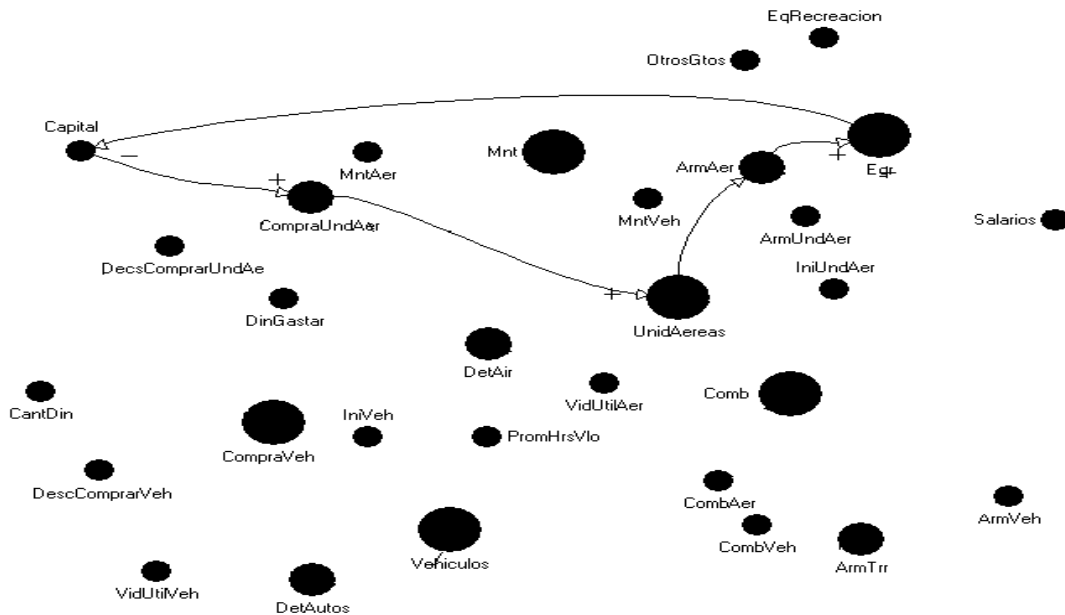 EqRecreacion
OtrosGtos
Capital
Mnt
MntAer
ArmAer
Egr
MntVeh
CompraUndAer
ArmUndAer
Salarios
DecsComprarUndAe
IniUndAer
DinGastar
UnidAereas
DetAir
VidUtilAer
Comb
CantDin
IniVeh
PromHrsVlo
CompraVeh
DescComprarVeh
CombAer
ArmVeh
CombVeh
Vehiculos
ArmTrr
VidUtilVeh
DetAutos